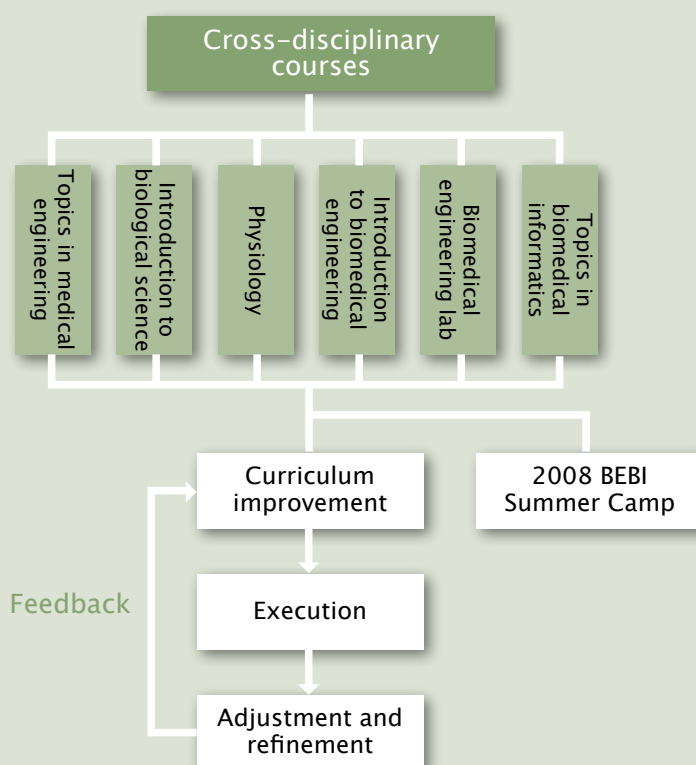 Cross-disciplinary
courses
Topics in medical
engineering
Introduction to
biological science
Physiology
Introduction
to biomedical
engineering
Biomedical
engineering lab
Topics in
biomedical
informatics
Curriculum
improvement
2008 BEBI
Summer Camp
Feedback
Execution
Adjustment and
refinement